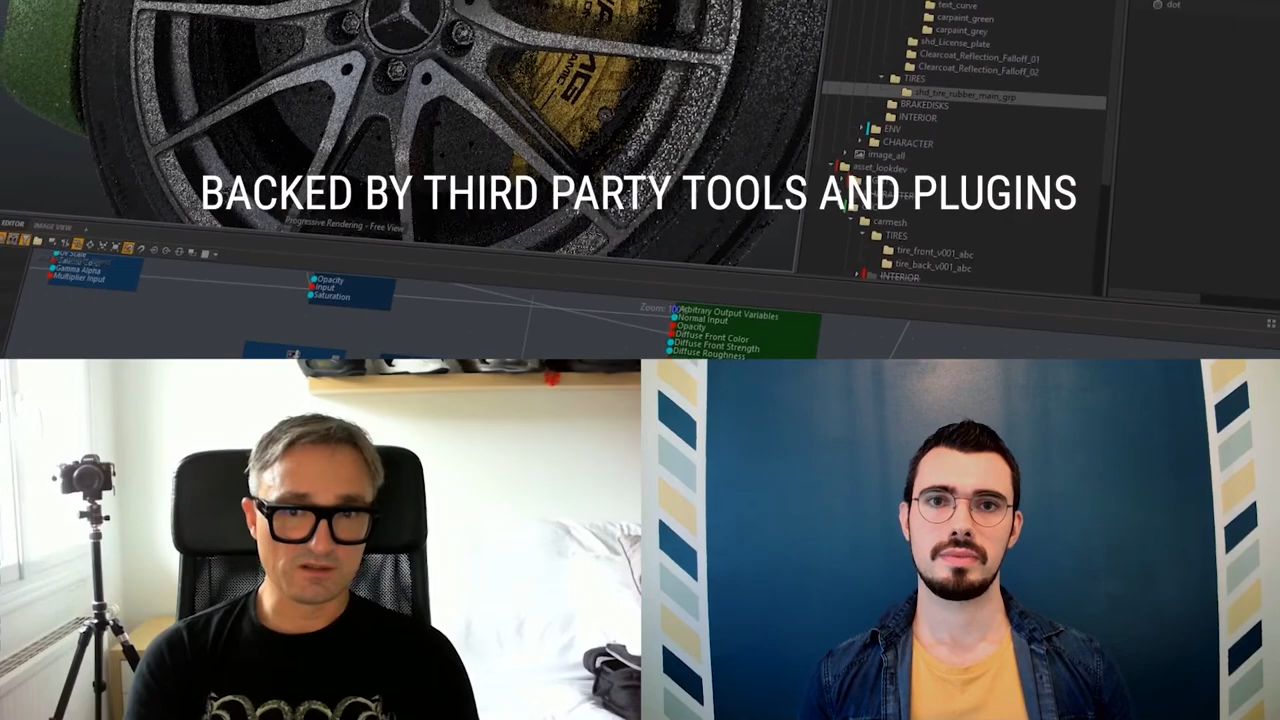 text_curve
carpaint_green
carpaint_grey
shd_License_plate
Clearcoat_Reflection_Falloff_01
Clearcoat_Reflection_Falloff_02
TIRES
shd_tire_rubber_main_grp
BRAKEDISKS
INTERIOR
ENV
CHARACTER
image_all
asset_lookdev
carmesh
TIRES
tire_front_v001_abc
tire_back_v001_abc
INTERIOR
dot
AMG
BACKED BY THIRD PARTY TOOLS AND PLUGINS
Progressive Rendering - Free View
EDITOR
IMAGE VIEW
Gamma Alpha
Multiplier Input
Opacity
Input
Saturation
Arbitrary Output Variables
Normal Input
Opacity
Diffuse Front Color
Diffuse Front Strength
Diffuse Roughness